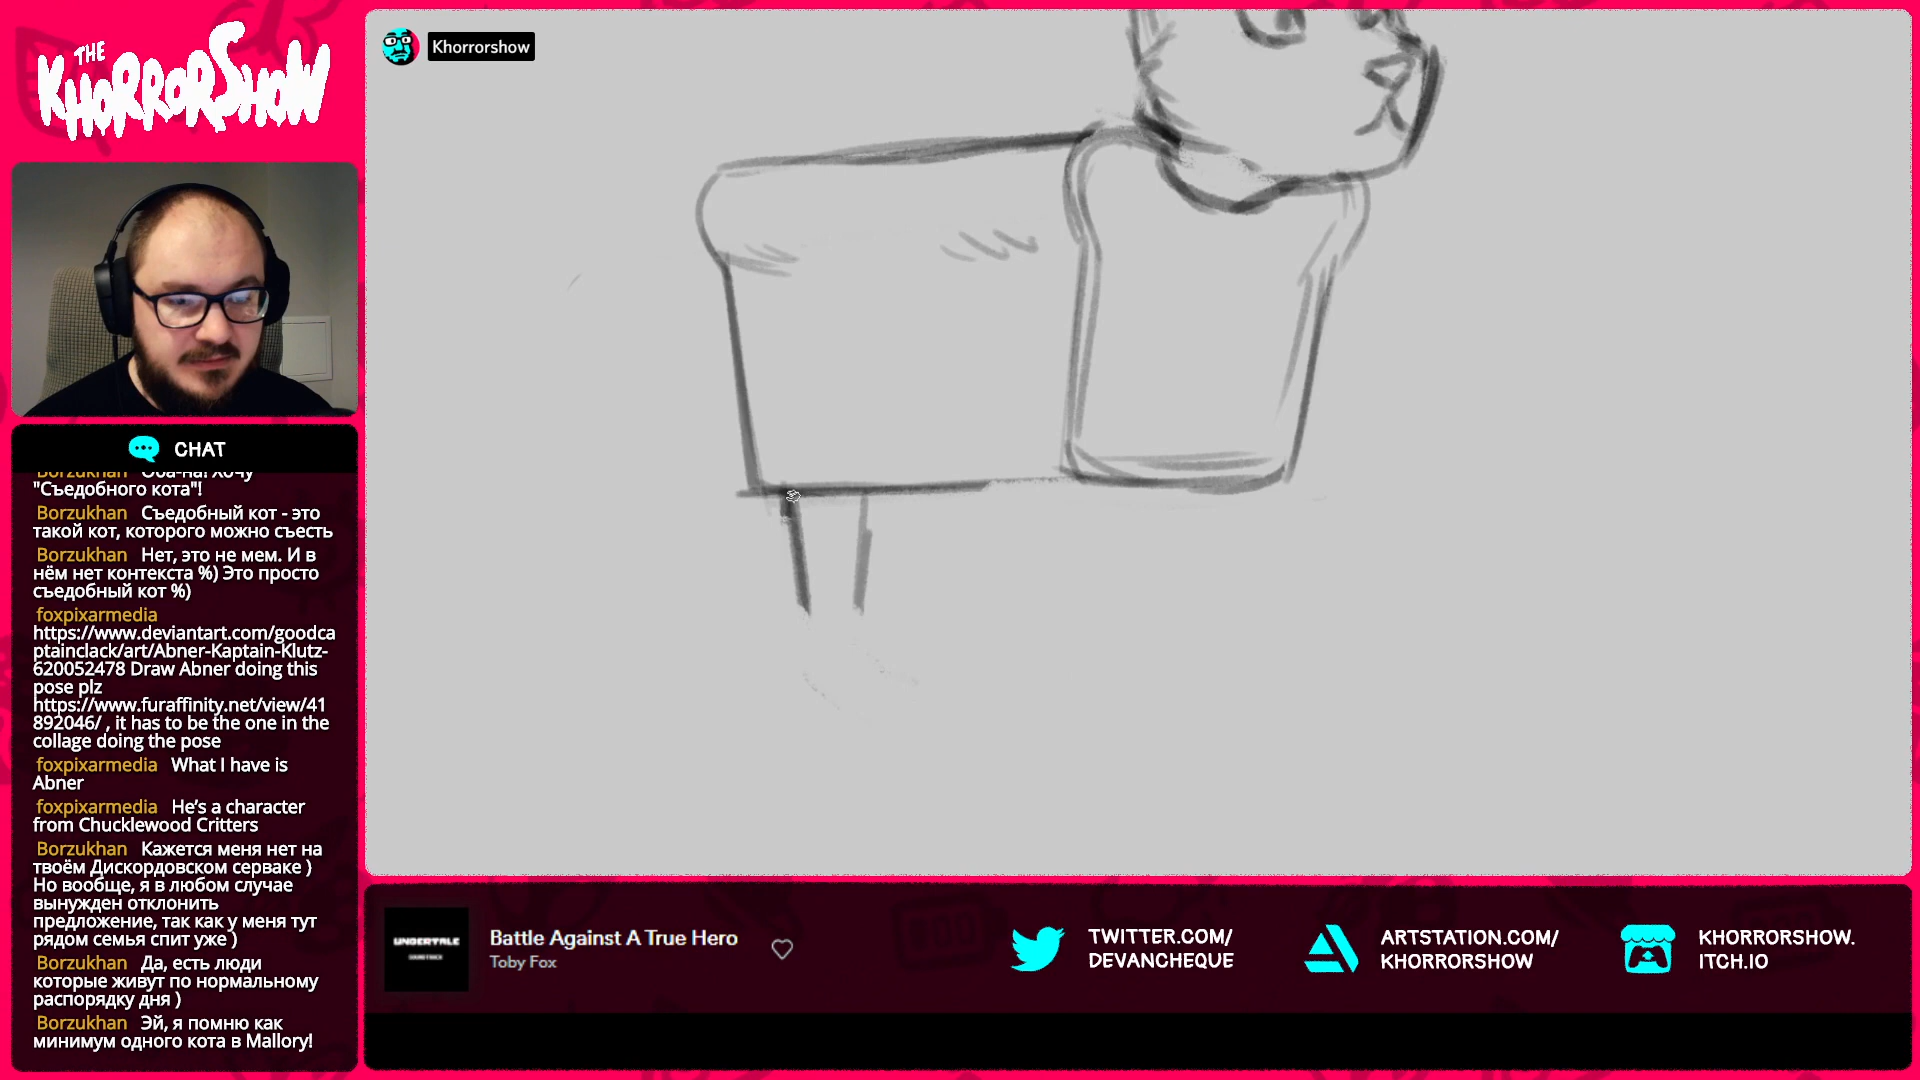 THE
KHORRORSHOW
Khorrorshow
CHAT
Borzukhan Оба-на! Хочу
"Съедобного кота"!
Borzukhan Съедобный кот - это
такой кот, которого можно съесть
Borzukhan Нет, это не мем. И в
нём нет контекста %) Это просто
съедобный кот %)
foxpixarmedia
https://www.deviantart.com/goodca
ptainclack/art/Abner-Kaptain-Klutz-
620052478 Draw Abner doing this
pose plz
https://www.furaffinity.net/view/41
892046/ , it has to be the one in the
collage doing the pose
foxpixarmedia What I have is
Abner
foxpixarmedia He's a character
from Chucklewood Critters
Borzukhan Кажется меня нет на
твоём Дискордовском серваке )
Но вообще, я в любом случае
вынужден отклонить
предложение, так как у меня тут
рядом семья спит уже )
Borzukhan Да, есть люди
которые живут по нормальному
распорядку дня )
Borzukhan Эй, я помню как
минимум одного кота в Mallory!
UNDERTALE
SOUNDTRACK
Battle Against A True Hero
Toby Fox
TWITTER.COM/
DEVANCHEQUE
ARTSTATION.COM/
KHORRORSHOW
KHORRORSHOW.
ITCH.IO